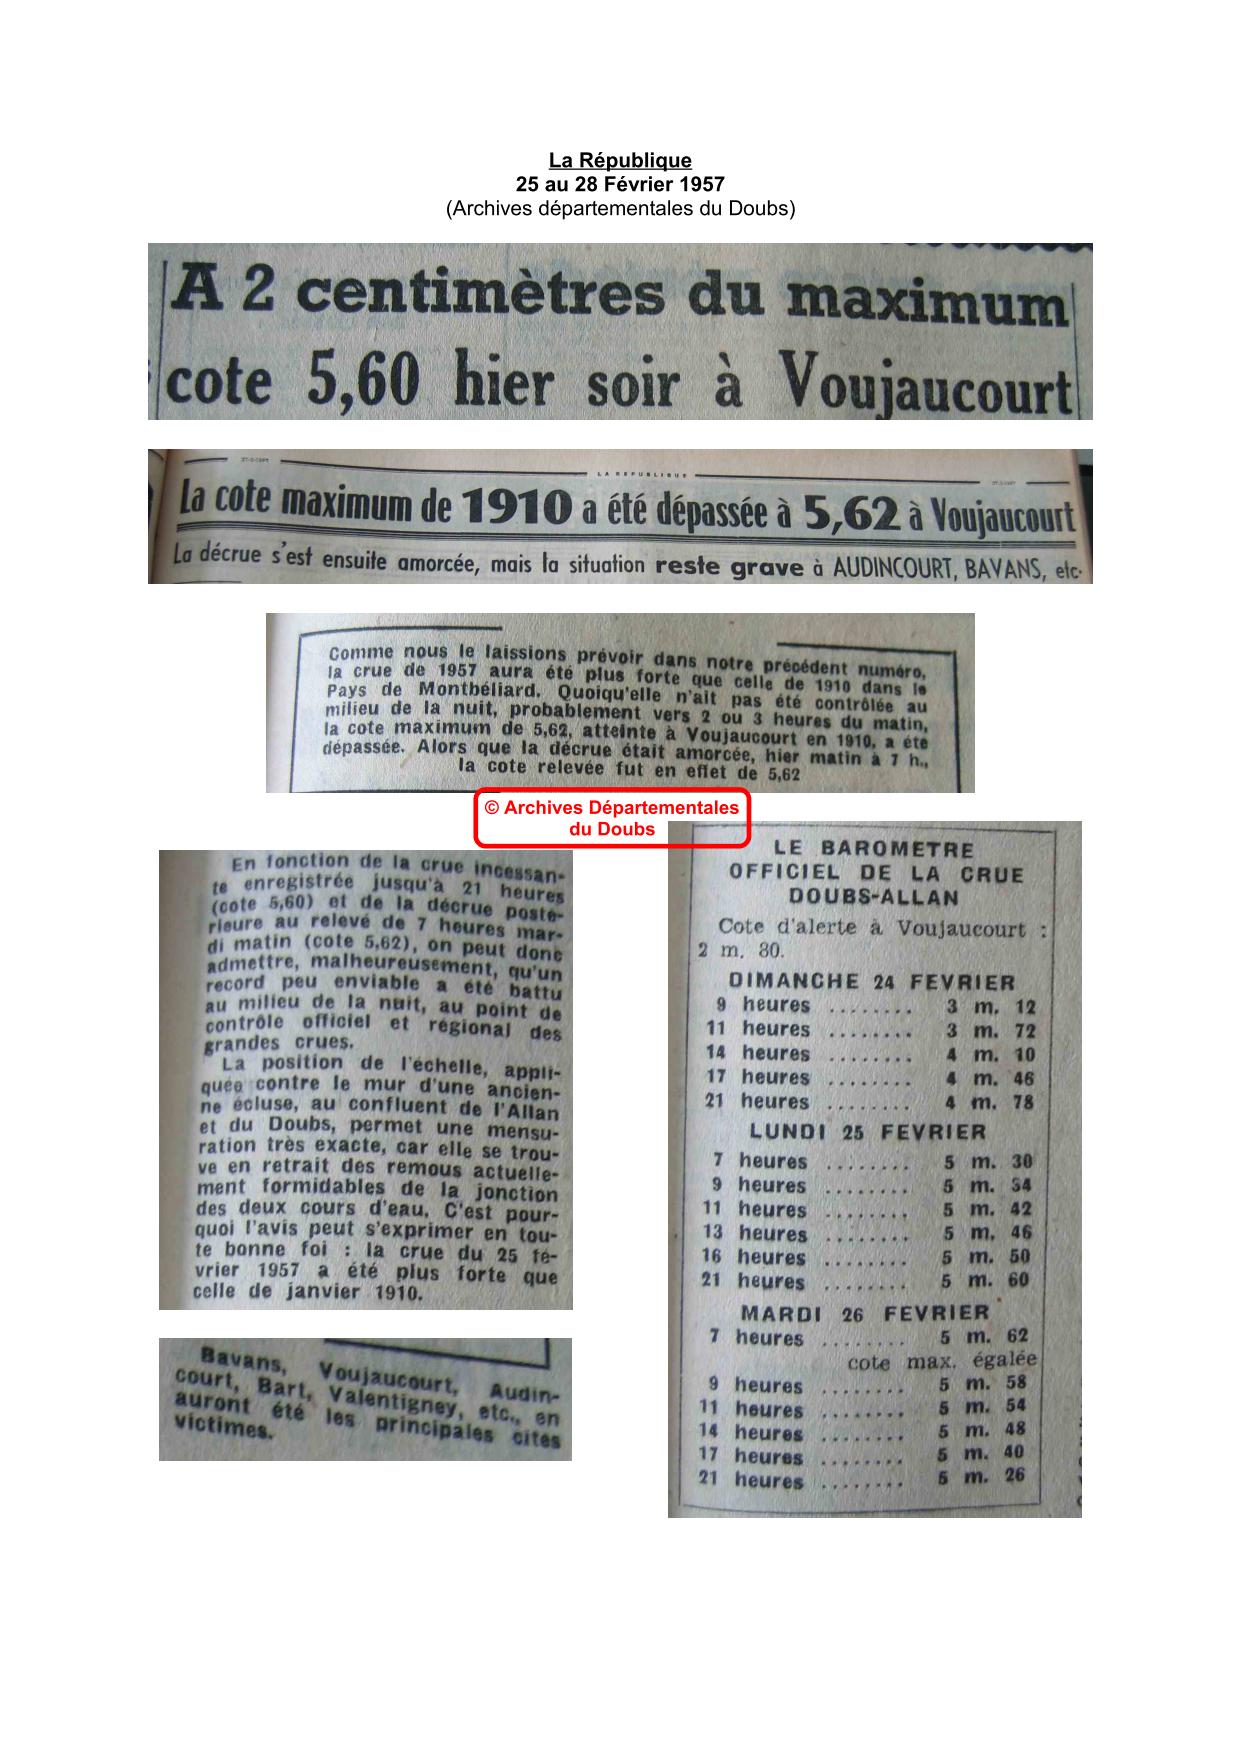 La République
25 au 28 Février 1957
(Archives départementales du Doubs)
A 2 centimètres du maximum
cote 5,60 hier soir à Voujaucourt
27-2-1957 LA REPUBLIQUE 27-2-1957
La cote maximum de 1910 a été dépassée à 5,62 à Voujaucourt
La décrue s'est ensuite amorcée, mais la situation reste grave à AUDINCOURT, BAVANS, etc.
Comme nous le laissions prévoir dans notre précédent numéro,
la crue de 1957 aura été plus forte que celle de 1910 dans le
Pays de Montbéliard. Quoiqu'elle n'ait pas été contrôlée au
milieu de la nuit, probablement vers 2 ou 3 heures du matin,
la cote maximum de 5,62, atteinte à Voujaucourt en 1910, a été
dépassée. Alors que la décrue était amorcée, hier matin à 7 h.,
la cote relevée fut en effet de 5,62
© Archives Départementales
du Doubs
En fonction de la crue incessan-
te enregistrée jusqu'à 21 heures
(cote 5,60) et de la décrue posté-
rieure au relevé de 7 heures mar-
di matin (cote 5,62), on peut donc
admettre, malheureusement, qu'un
record peu enviable a été battu
au milieu de la nuit, au point de
contrôle officiel et régional des
grandes crues.
La position de l'échelle, appli-
quée contre le mur d'une ancien-
ne écluse, au confluent de l'Allan
et du Doubs, permet une mensu-
ration très exacte, car elle se trou-
ve en retrait des remous actuelle-
ment formidables de la jonction
des deux cours d'eau. C'est pour-
quoi l'avis peut s'exprimer en tou-
te bonne foi : la crue du 25 fé-
vrier 1957 a été plus forte que
celle de janvier 1910.
Bavans, Voujaucourt, Audin-
court, Bart, Valentigney, etc., en
auront été les principales cités
victimes.
LE BAROMETRE
OFFICIEL DE LA CRUE
DOUBS-ALLAN
Cote d'alerte à Voujaucourt :
2 m. 80.
DIMANCHE 24 FEVRIER
9 heures ........ 3 m. 12
11 heures ........ 3 m. 72
14 heures ........ 4 m. 10
17 heures ........ 4 m. 46
21 heures ........ 4 m. 78
LUNDI 25 FEVRIER
7 heures ........ 5 m. 30
9 heures ........ 5 m. 34
11 heures ........ 5 m. 42
13 heures ........ 5 m. 46
16 heures ........ 5 m. 50
21 heures ........ 5 m. 60
MARDI 26 FEVRIER
7 heures ........ 5 m. 62
cote max. égalée
9 heures ........ 5 m. 58
11 heures ........ 5 m. 54
14 heures ........ 5 m. 48
17 heures ........ 5 m. 40
21 heures ........ 5 m. 26